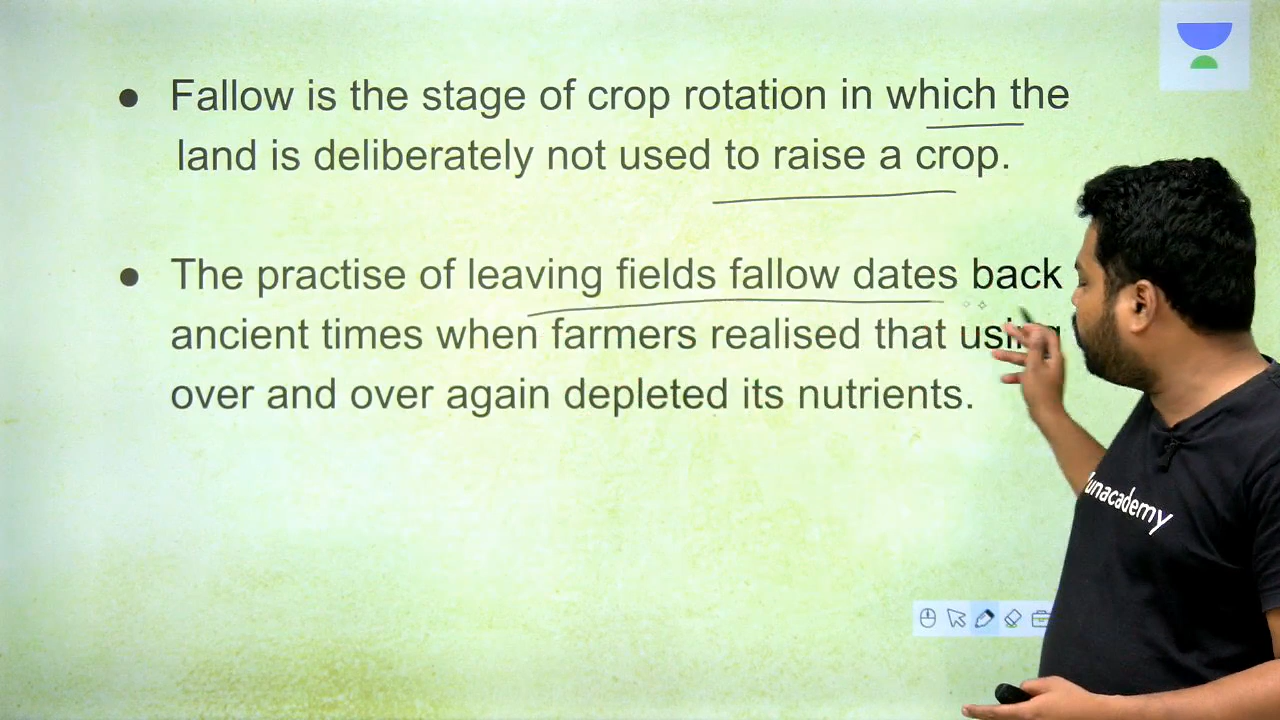 ● Fallow is the stage of crop rotation in which the
land is deliberately not used to raise a crop.
● The practise of leaving fields fallow dates back
ancient times when farmers realised that using
over and over again depleted its nutrients.
unacademy